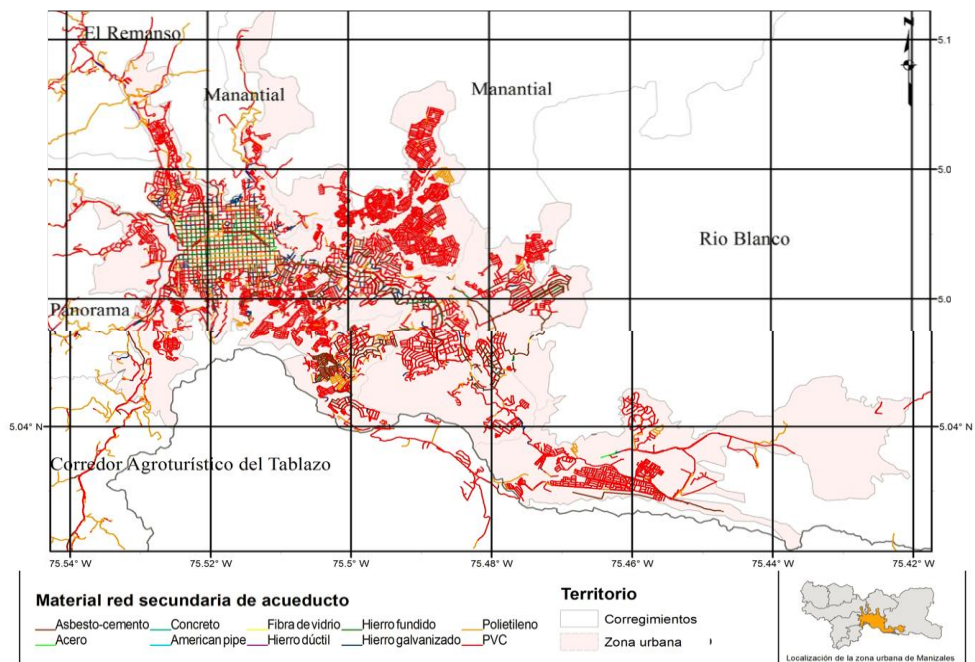 El Remanso
5.1
Manantial
Manantial
5.0
Rio Blanco
Panorama
5.0
5.04° N
5.04° N
Corredor Agroturístico del Tablazo
75.54° W
75.52° W
75.5° W
75.48° W
75.46° W
75.44° W
75.42° W
Material red secundaria de acueducto
Asbesto-cemento
Concreto
Fibra de vidrio
Hierro fundido
Polietileno
Acero
American pipe
Hierro dúctil
Hierro galvanizado
PVC
Territorio
Corregimientos
Zona urbana
Localización de la zona urbana de Manizales